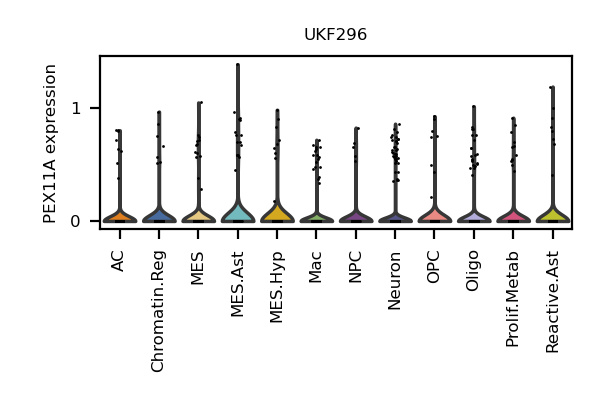 UKF296
PEX11A expression
1
0
AC
Chromatin.Reg
MES
MES.Ast
MES.Hyp
Mac
NPC
Neuron
OPC
Oligo
Prolif.Metab
Reactive.Ast